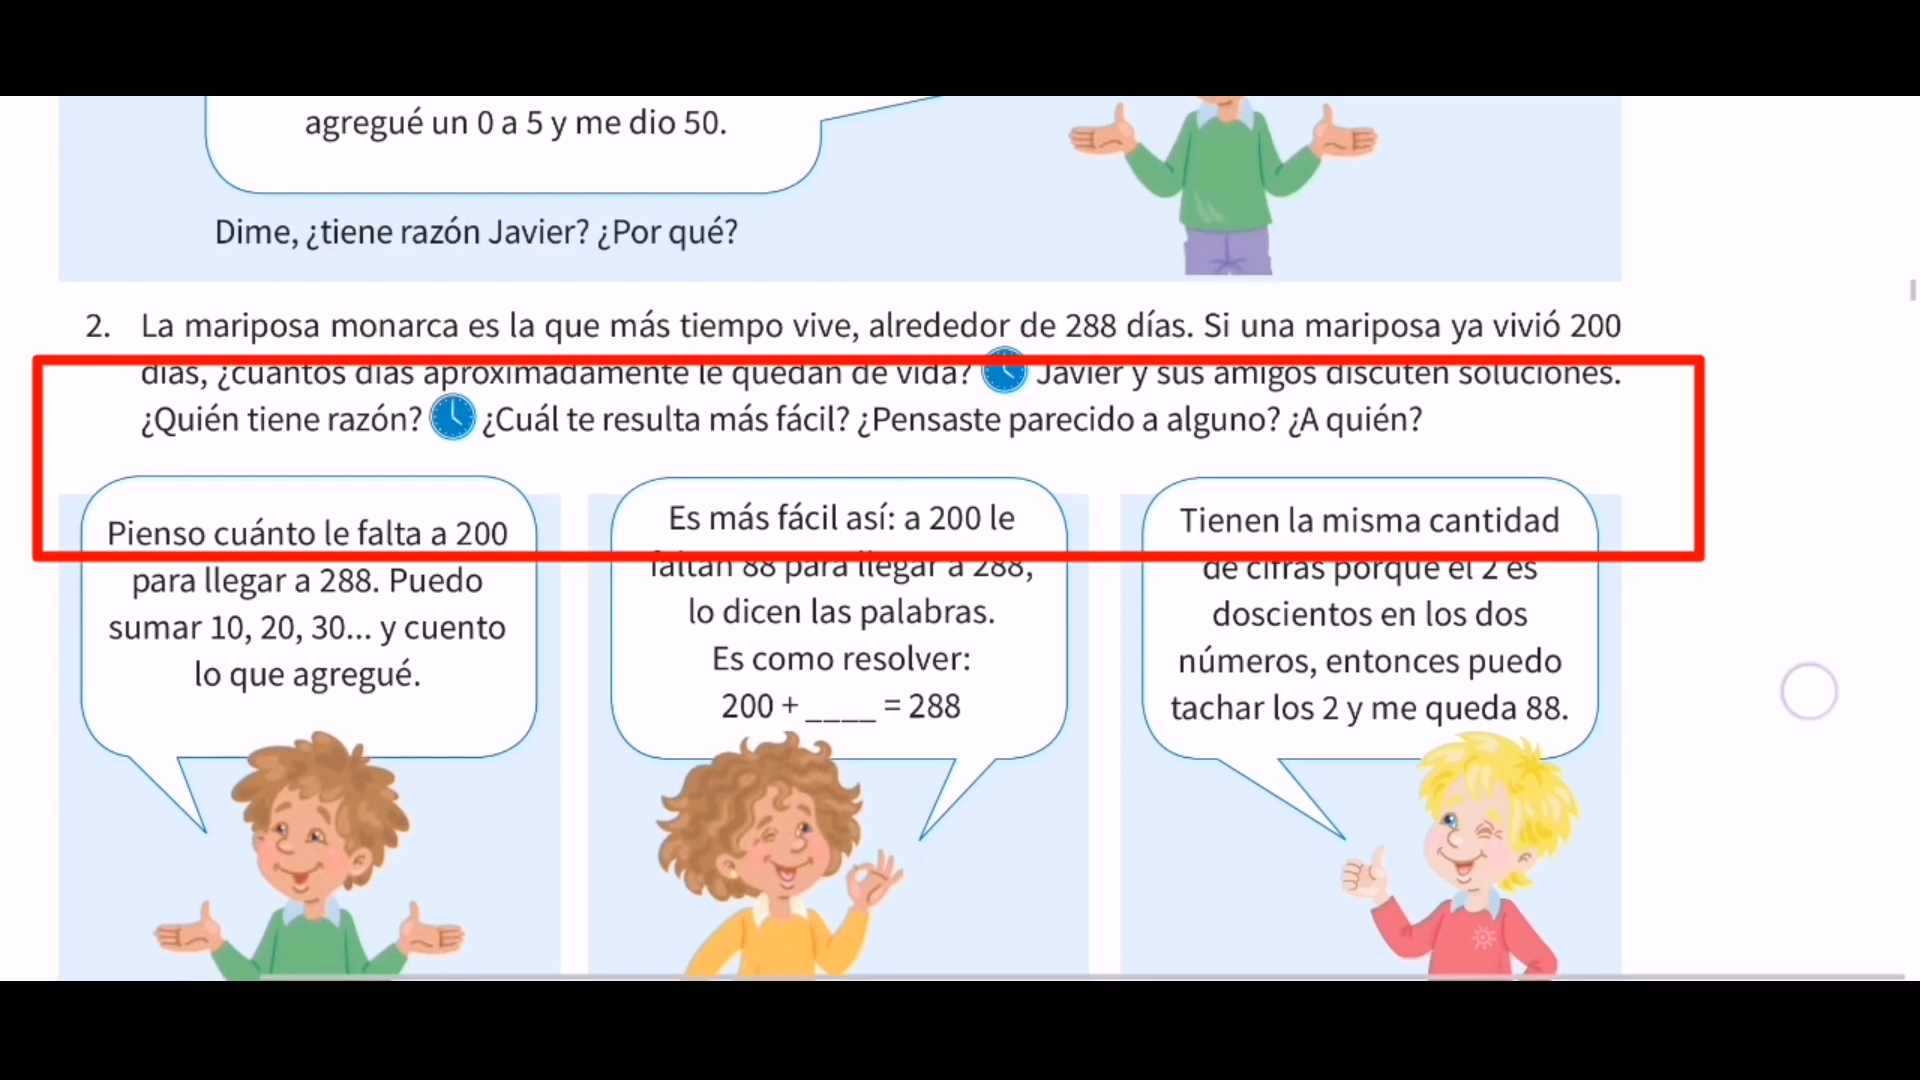 agregué un 0 a 5 y me dio 50.
Dime, ¿tiene razón Javier? ¿Por qué?
2. La mariposa monarca es la que más tiempo vive, alrededor de 288 días. Si una mariposa ya vivió 200
días, ¿cuántos días aproximadamente le quedan de vida? Javier y sus amigos discuten soluciones.
¿Quién tiene razón? ¿Cuál te resulta más fácil? ¿Pensaste parecido a alguno? ¿A quién?
Pienso cuánto le falta a 200
para llegar a 288. Puedo
sumar 10, 20, 30... y cuento
lo que agregué.
Es más fácil así: a 200 le
faltan 88 para llegar a 288,
lo dicen las palabras.
Es como resolver:
200 + ____ = 288
Tienen la misma cantidad
de cifras porque el 2 es
doscientos en los dos
números, entonces puedo
tachar los 2 y me queda 88.